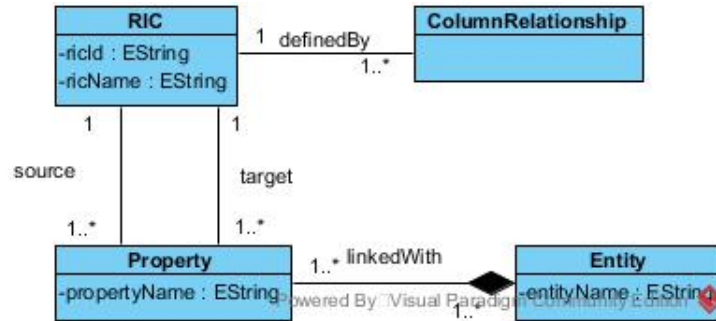 RIC
-ricId : EString
-ricName : EString
1
definedBy
1..*
ColumnRelationship
1
1
source
target
1..*
1..*
Property
-propertyName : EString
1..*
linkedWith
1..*
Entity
-entityName : EString
Powered By Visual Paradigm Community Edition